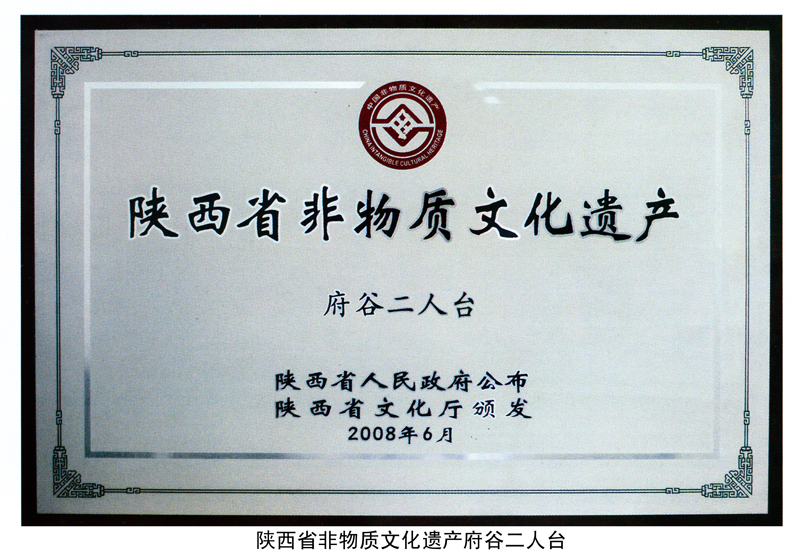 中国非物质文化遗产
CHINA INTANGIBLE CULTURAL HERITAGE
陕西省非物质文化遗产
府谷二人台
陕西省人民政府公布
陕西省文化厅颁发
2008年6月
陕西省非物质文化遗产府谷二人台